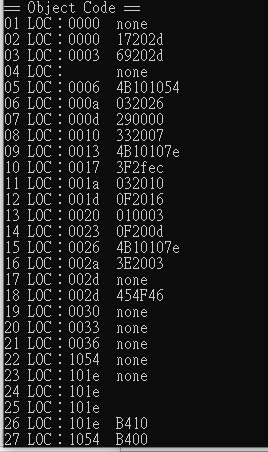 == Object Code ==
01 LOC：0000 none
02 LOC：0000 17202d
03 LOC：0003 69202d
04 LOC： none
05 LOC：0006 4B101054
06 LOC：000a 032026
07 LOC：000d 290000
08 LOC：0010 332007
09 LOC：0013 4B10107e
10 LOC：0017 3F2fec
11 LOC：001a 032010
12 LOC：001d 0F2016
13 LOC：0020 010003
14 LOC：0023 0F200d
15 LOC：0026 4B10107e
16 LOC：002a 3E2003
17 LOC：002d none
18 LOC：002d 454F46
19 LOC：0030 none
20 LOC：0033 none
21 LOC：0036 none
22 LOC：1054 none
23 LOC：101e none
24 LOC：101e
25 LOC：101e
26 LOC：101e B410
27 LOC：1054 B400